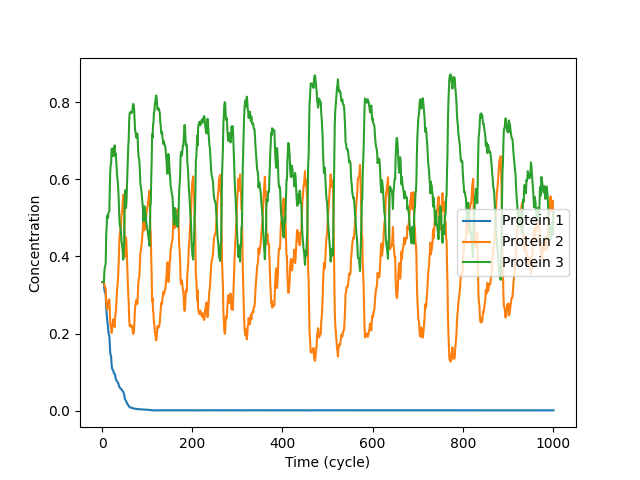 0.8
0.6
0.4
0.2
0.0
Concentration
Protein 1
Protein 2
Protein 3
0 200 400 600 800 1000
Time (cycle)